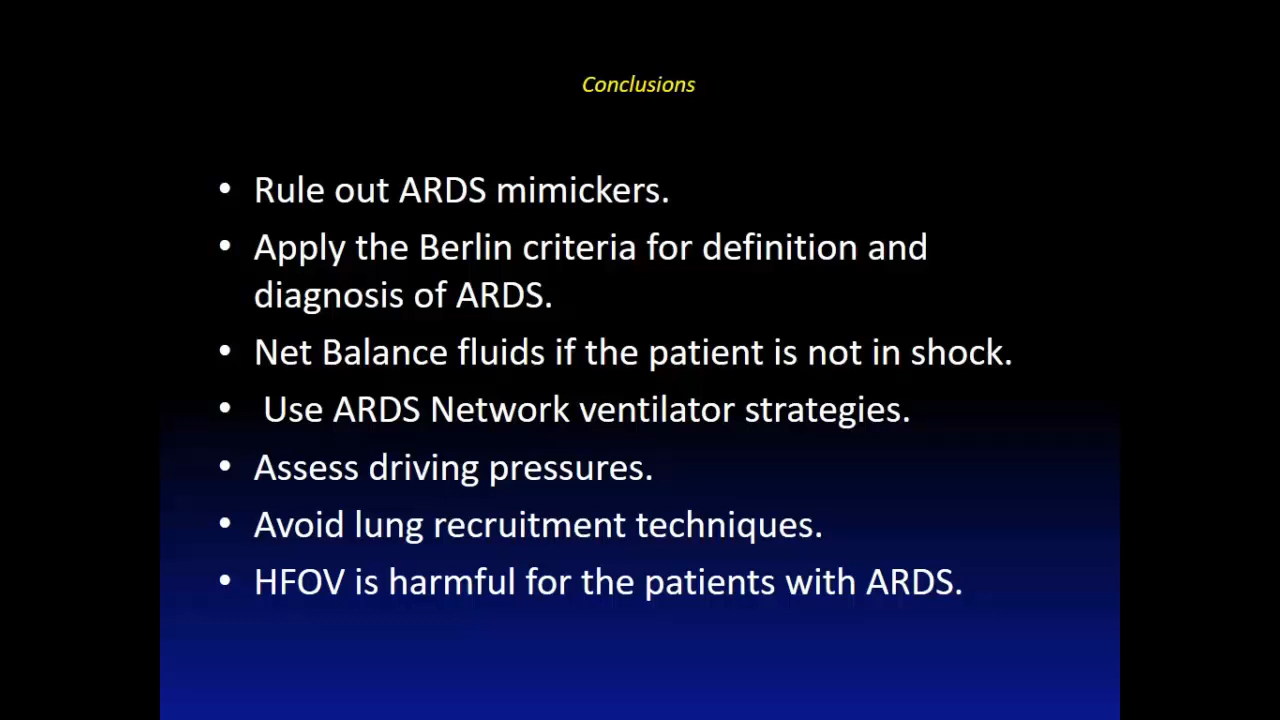 Conclusions
• Rule out ARDS mimickers.
• Apply the Berlin criteria for definition and
diagnosis of ARDS.
• Net Balance fluids if the patient is not in shock.
• Use ARDS Network ventilator strategies.
• Assess driving pressures.
• Avoid lung recruitment techniques.
• HFOV is harmful for the patients with ARDS.